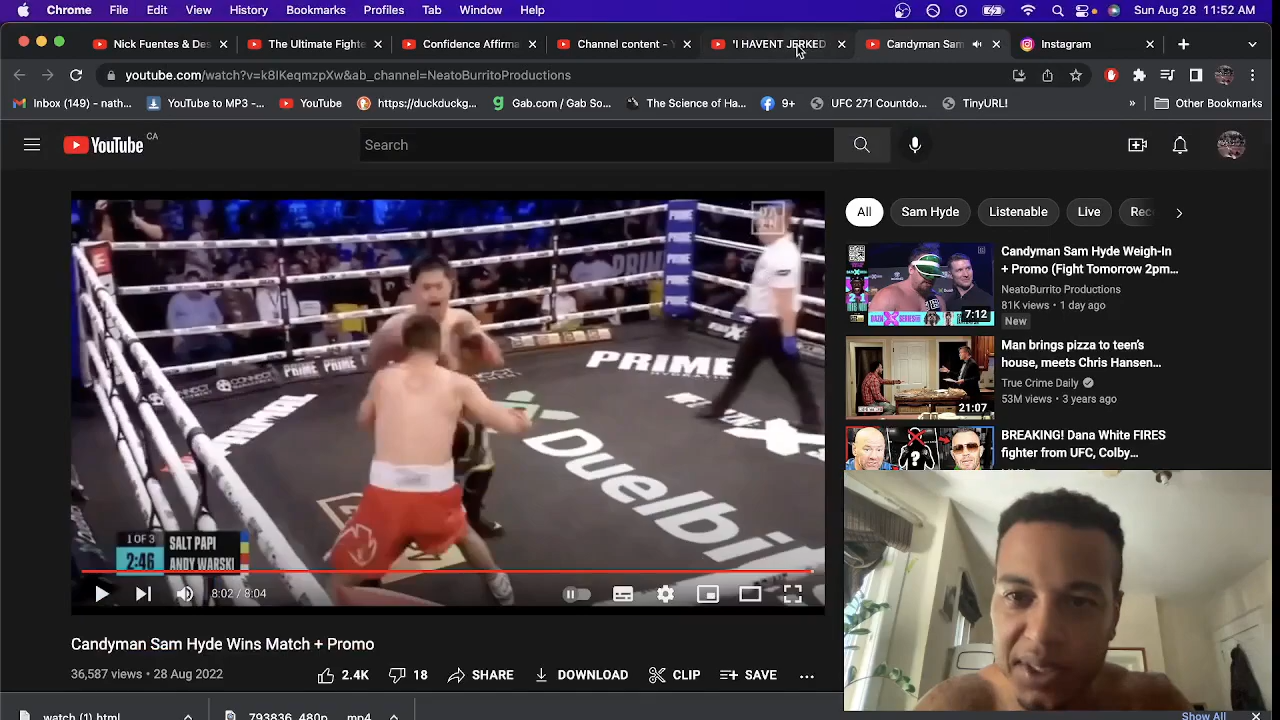 Chrome File Edit View History Bookmarks Profiles Tab Window Help Sun Aug 28 11:52 AM
Nick Fuentes & Des The Ultimate Fighte Confidence Affirma Channel content - Y 'I HAVENT JERKED Candyman Sam Instagram
youtube.com/watch?v=k8lKeqmzpXw&ab_channel=NeatoBurritoProductions
Inbox (149) - nath... YouTube to MP3 -... YouTube https://duckduckg... Gab.com / Gab So... The Science of Ha... 9+ UFC 271 Countdo... TinyURL! » Other Bookmarks
YouTube CA
Search
All Sam Hyde Listenable Live Rec
Candyman Sam Hyde Weigh-In
+ Promo (Fight Tomorrow 2pm...
NeatoBurrito Productions
81K views • 1 day ago
New
7:12
Man brings pizza to teen's
house, meets Chris Hansen...
True Crime Daily
53M views • 3 years ago
21:07
BREAKING! Dana White FIRES
fighter from UFC, Colby...
PRIME
PRIME
PRIME
Duelbit
1 OF 3
2:46
SALT PAPI
ANDY WARSKI
8:02 / 8:04
Candyman Sam Hyde Wins Match + Promo
36,587 views • 28 Aug 2022
2.4K 18 SHARE DOWNLOAD CLIP SAVE
watch (1).html
793836_480p....mp4
Show All